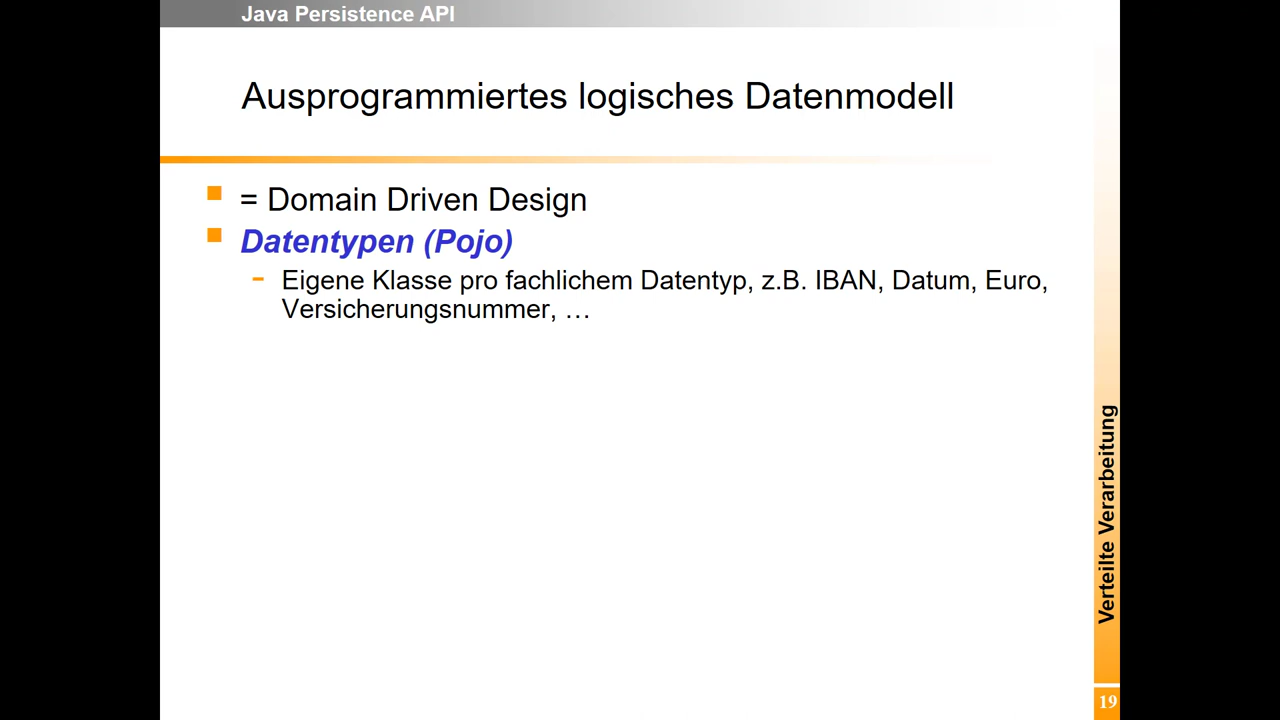 Java Persistence API
Ausprogrammiertes logisches Datenmodell
= Domain Driven Design
Datentypen (Pojo)
- Eigene Klasse pro fachlichem Datentyp, z.B. IBAN, Datum, Euro,
Versicherungsnummer, …
Verteilte Verarbeitung
19